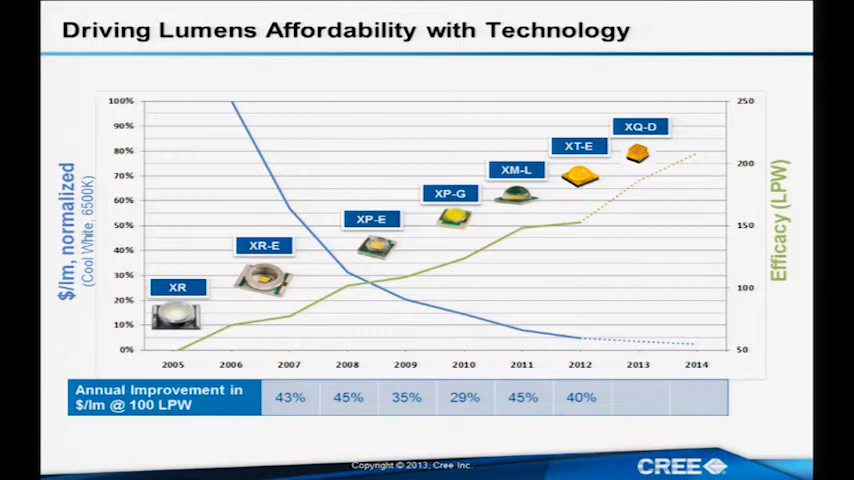 Driving Lumens Affordability with Technology
100%
90%
80%
70%
60%
50%
40%
30%
20%
10%
0%
$/lm, normalized
(Cool White, 6500K)
250
200
150
100
50
Efficacy (LPW)
XR
XR-E
XP-E
XP-G
XM-L
XT-E
XQ-D
2005 2006 2007 2008 2009 2010 2011 2012 2013 2014
Annual Improvement in
$/lm @ 100 LPW
43% 45% 35% 29% 45% 40%
Copyright © 2013, Cree Inc.
CREE